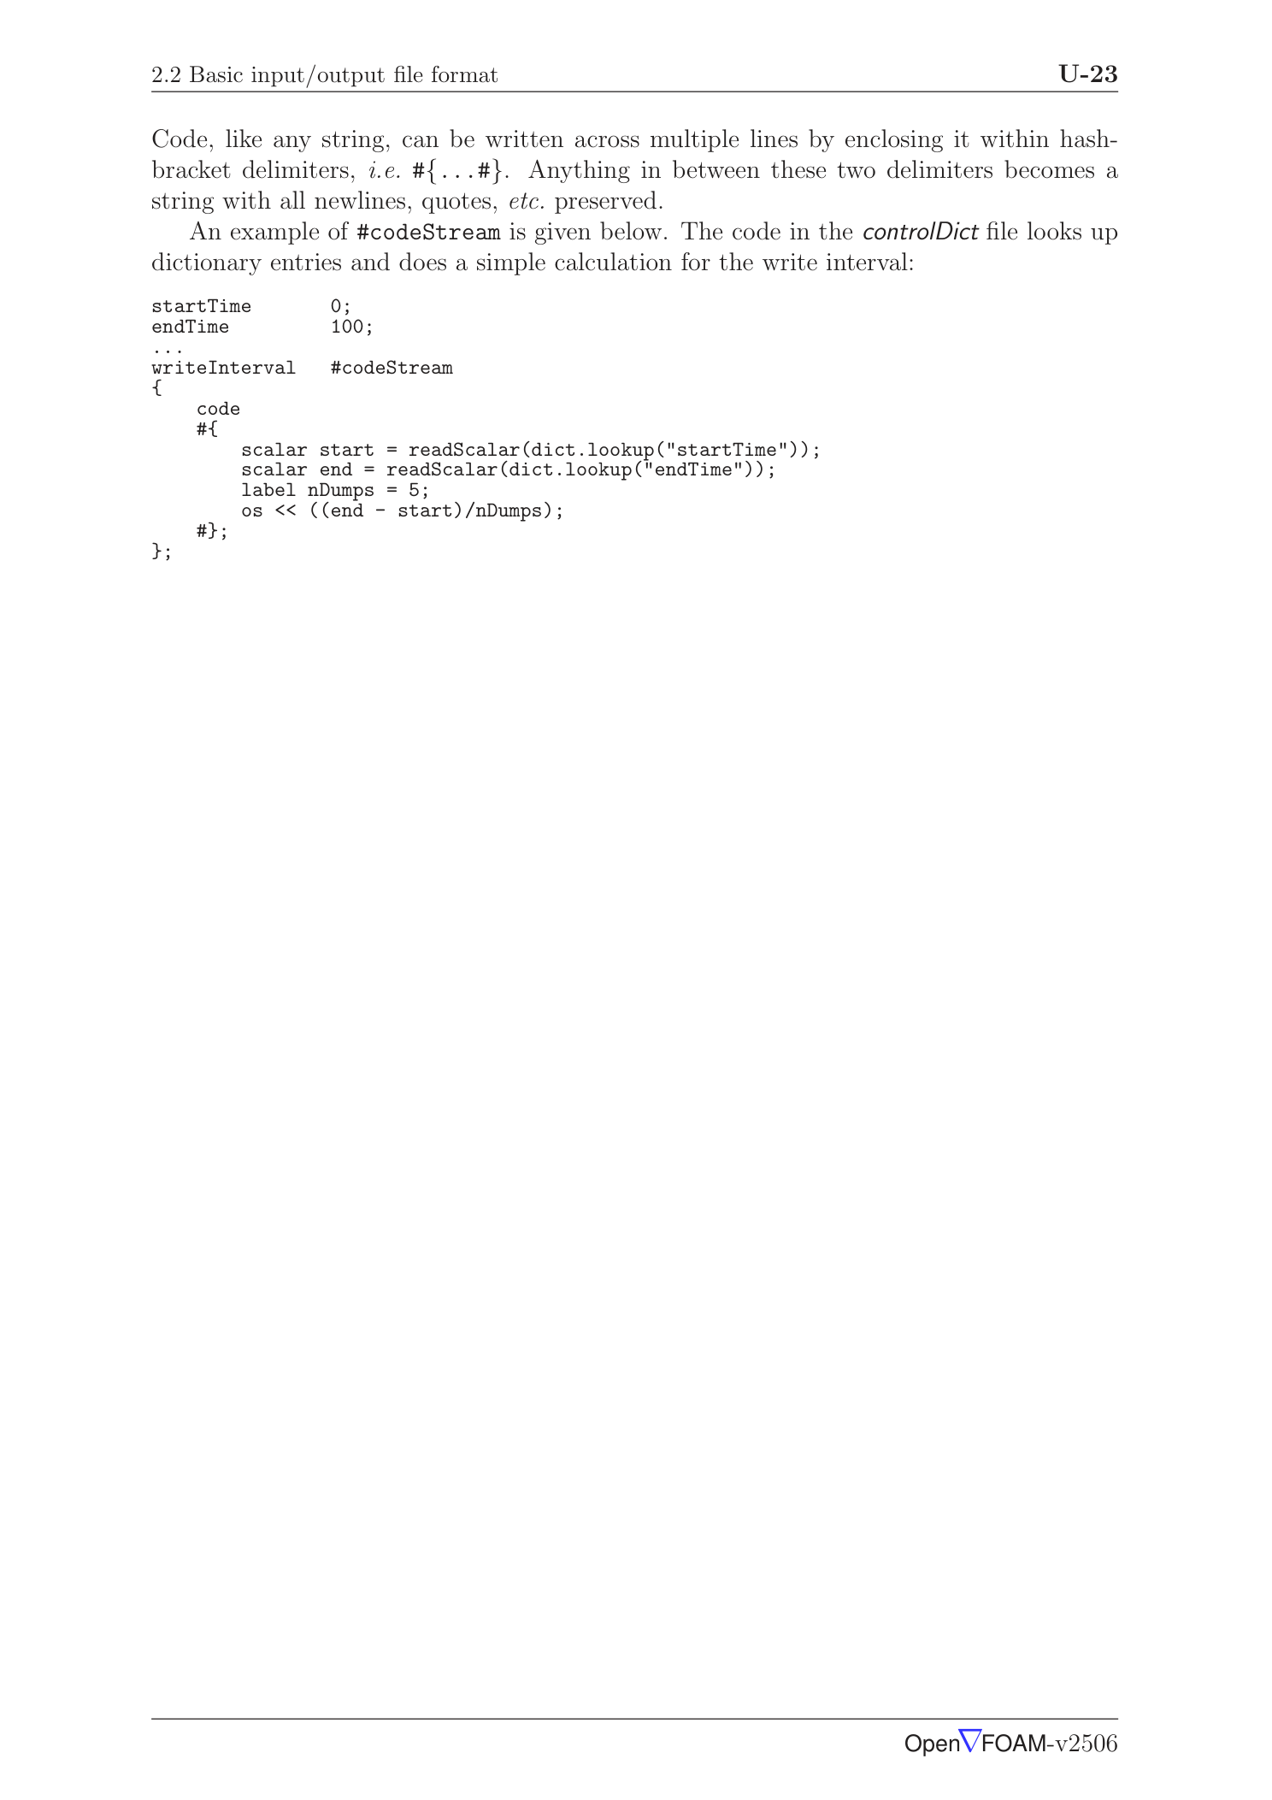 2.2 Basic input/output file format U-23
Code, like any string, can be written across multiple lines by enclosing it within hash-
bracket delimiters, i.e. #{...#}. Anything in between these two delimiters becomes a
string with all newlines, quotes, etc. preserved.
An example of #codeStream is given below. The code in the controlDict file looks up
dictionary entries and does a simple calculation for the write interval:
startTime       0;
endTime         100;
...
writeInterval   #codeStream
{
    code
    #{
        scalar start = readScalar(dict.lookup("startTime"));
        scalar end = readScalar(dict.lookup("endTime"));
        label nDumps = 5;
        os << ((end - start)/nDumps);
    #};
};
Open▽FOAM-v2506